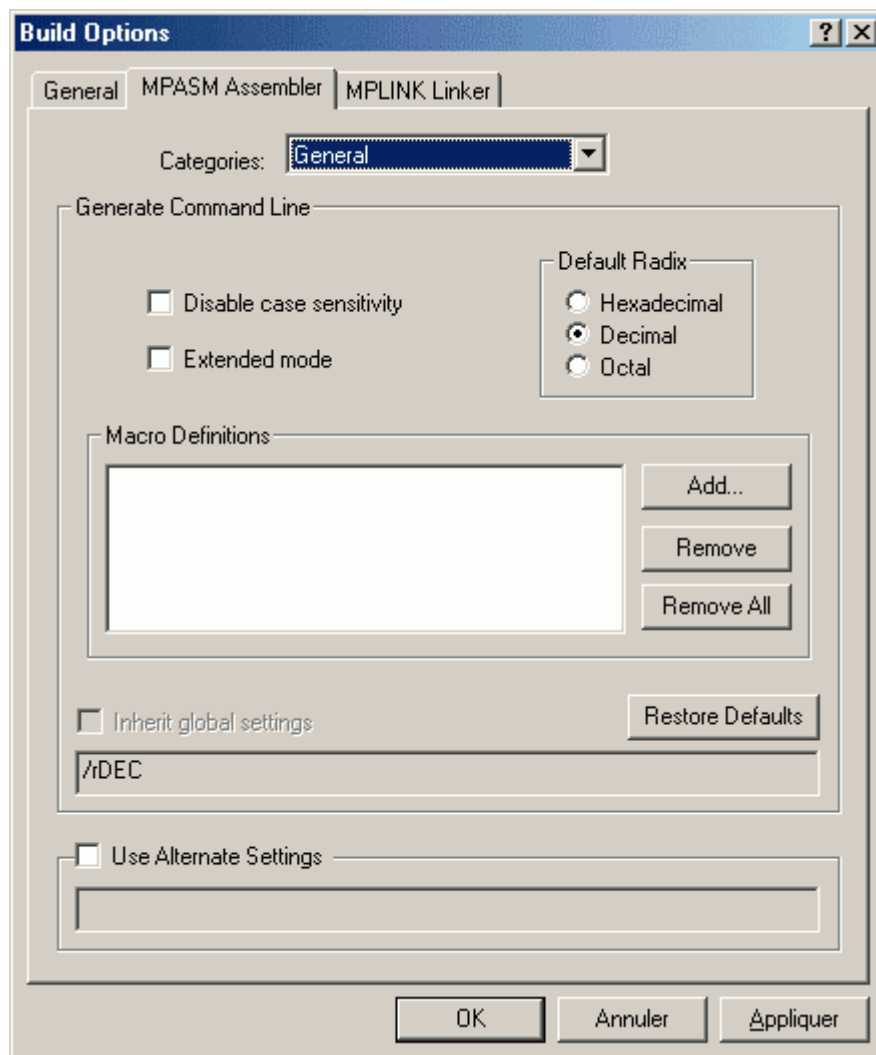 Build Options
General MPASM Assembler MPLINK Linker
Categories: General
Generate Command Line
Default Radix
Disable case sensitivity
Hexadecimal
Decimal
Extended mode
Octal
Macro Definitions
Add...
Remove
Remove All
Inherit global settings
Restore Defaults
/rDEC
Use Alternate Settings
OK Annuler Appliquer